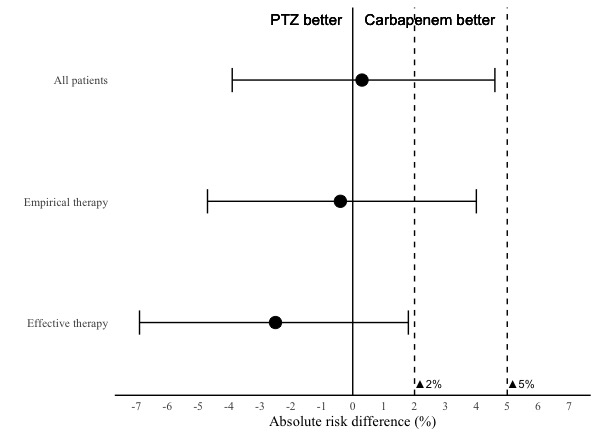 PTZ better Carbapenem better
All patients
Empirical therapy
Effective therapy
▲2% ▲5%
-7 -6 -5 -4 -3 -2 -1 0 1 2 3 4 5 6 7
Absolute risk difference (%)